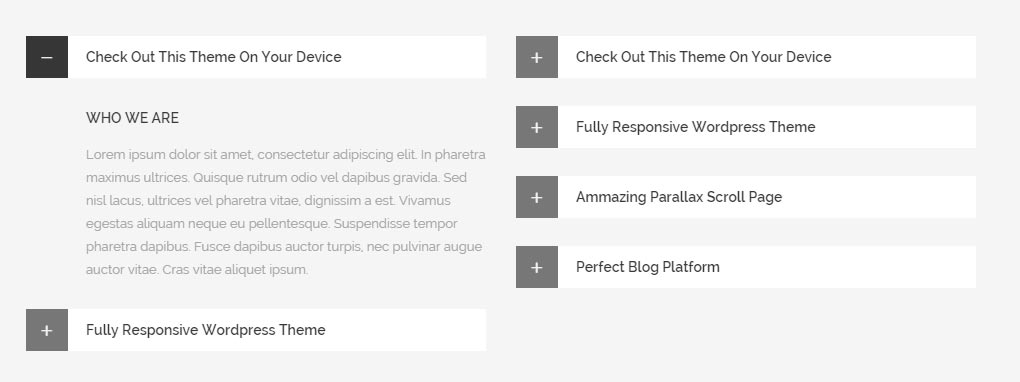 Check Out This Theme On Your Device
WHO WE ARE
Lorem ipsum dolor sit amet, consectetur adipiscing elit. In pharetra
maximus ultrices. Quisque rutrum odio vel dapibus gravida. Sed
nisl lacus, ultrices vel pharetra vitae, dignissim a est. Vivamus
egestas aliquam neque eu pellentesque. Suspendisse tempor
pharetra dapibus. Fusce dapibus auctor turpis, nec pulvinar augue
auctor vitae. Cras vitae aliquet ipsum.
Fully Responsive Wordpress Theme
Check Out This Theme On Your Device
Fully Responsive Wordpress Theme
Ammazing Parallax Scroll Page
Perfect Blog Platform